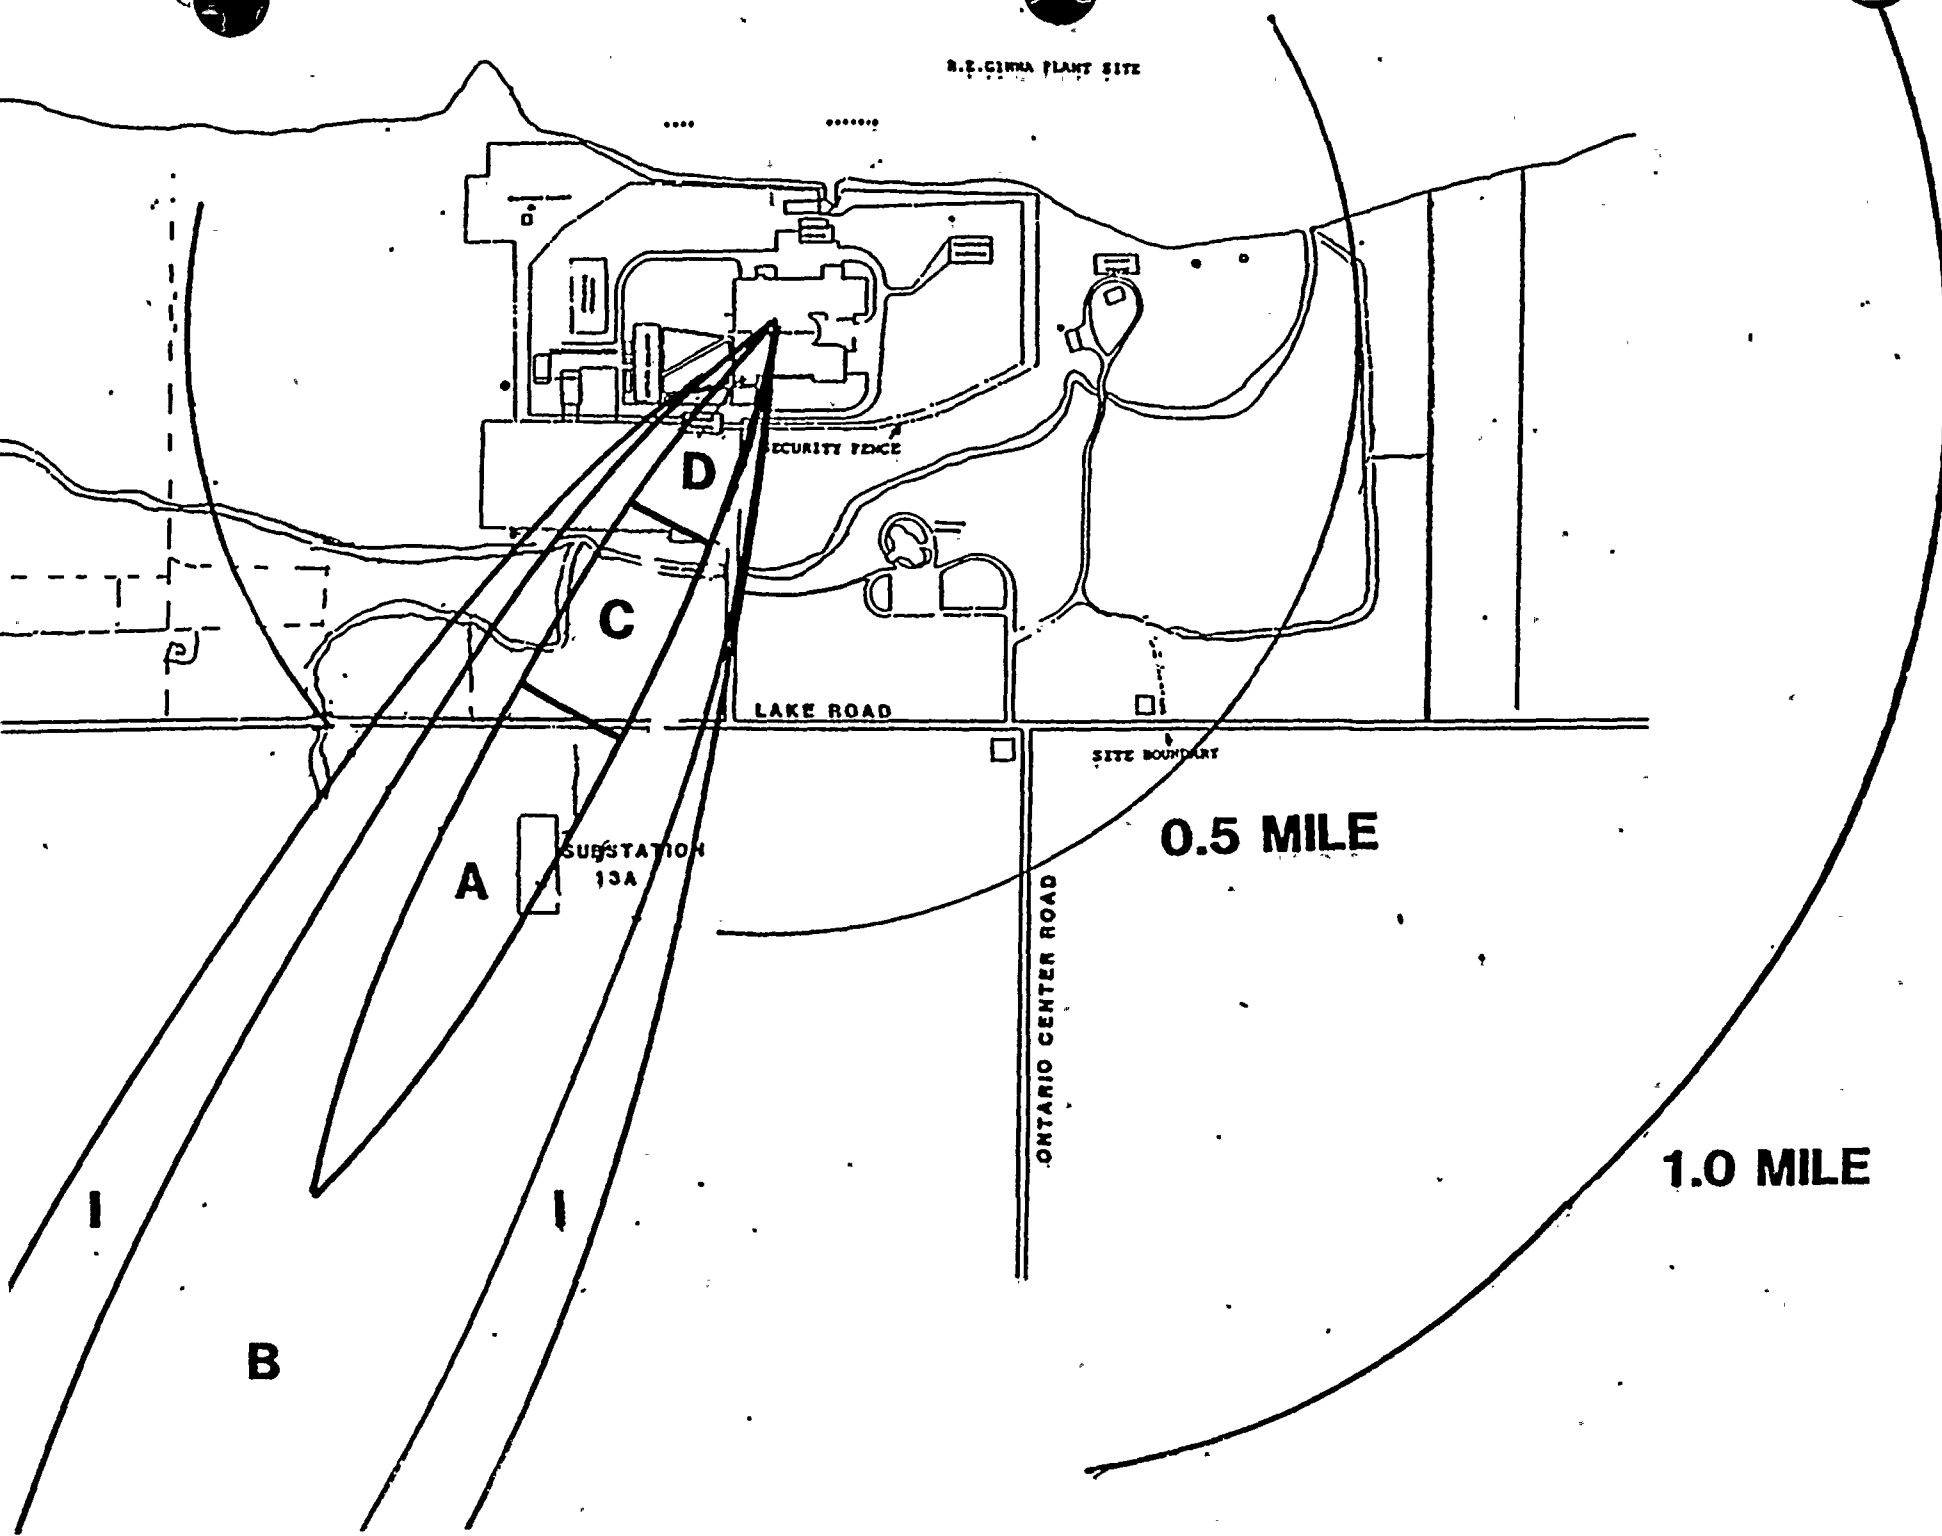 R.E.GINNA PLANT SITE
SECURITY FENCE
D
C
LAKE ROAD
SITE BOUNDARY
0.5 MILE
SUBSTATION
13A
A
ONTARIO CENTER ROAD
1.0 MILE
I
I
B